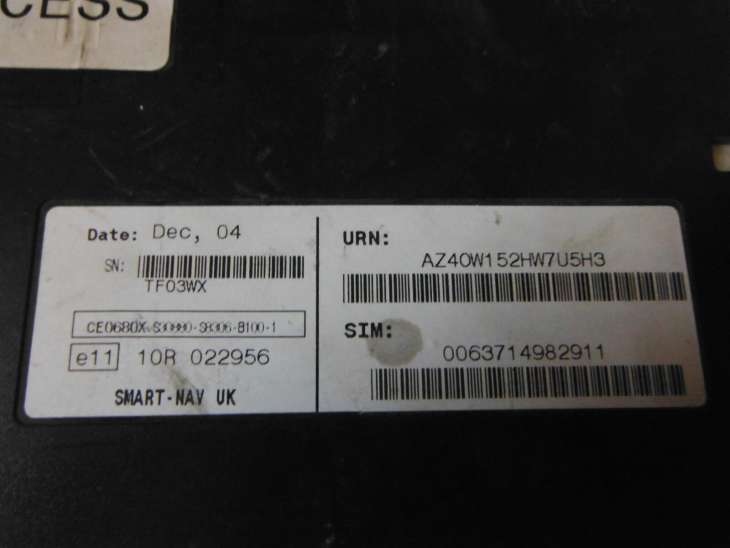 CESS
Date: Dec, 04
SN:
TF03WX
CE0680X
e11 10R 022956
SMART-NAV UK
URN:
AZ40W152HW7U5H3
SIM:
0063714982911